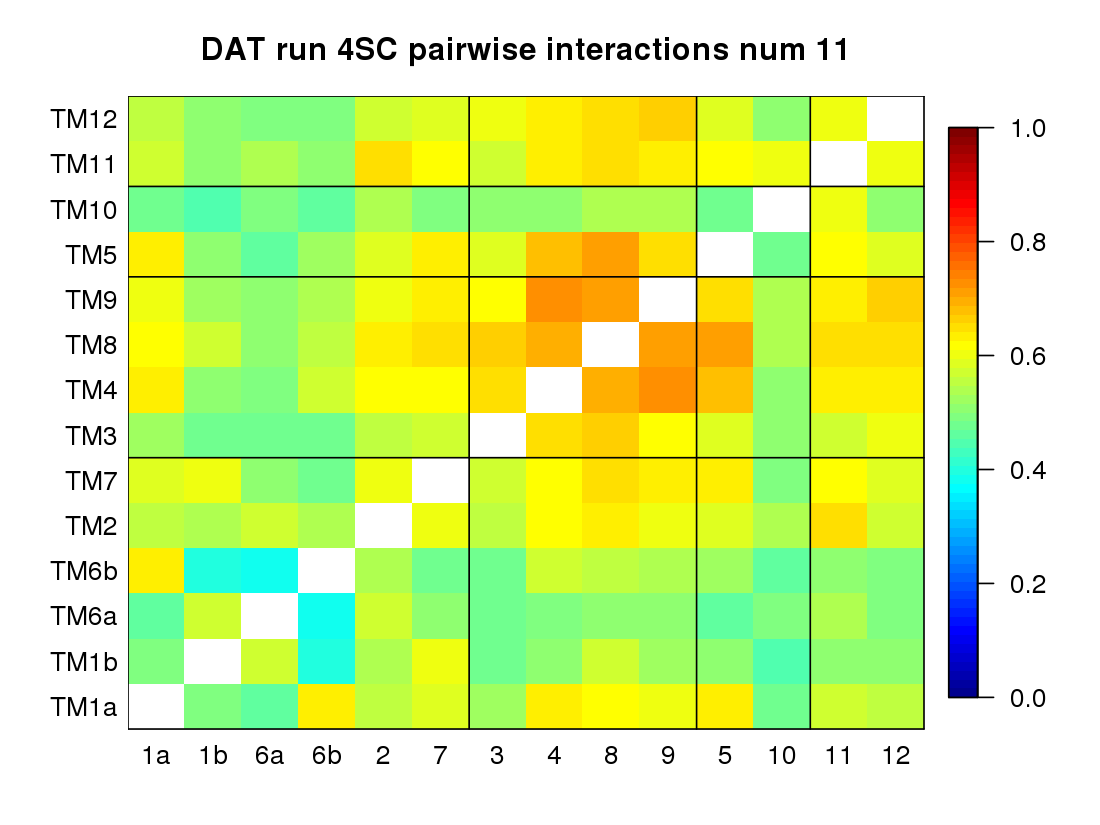 DAT run 4SC pairwise interactions num 11
TM12
TM11
TM10
TM5
TM9
TM8
TM4
TM3
TM7
TM2
TM6b
TM6a
TM1b
TM1a
1a 1b 6a 6b 2 7 3 4 8 9 5 10 11 12
1.0
0.8
0.6
0.4
0.2
0.0